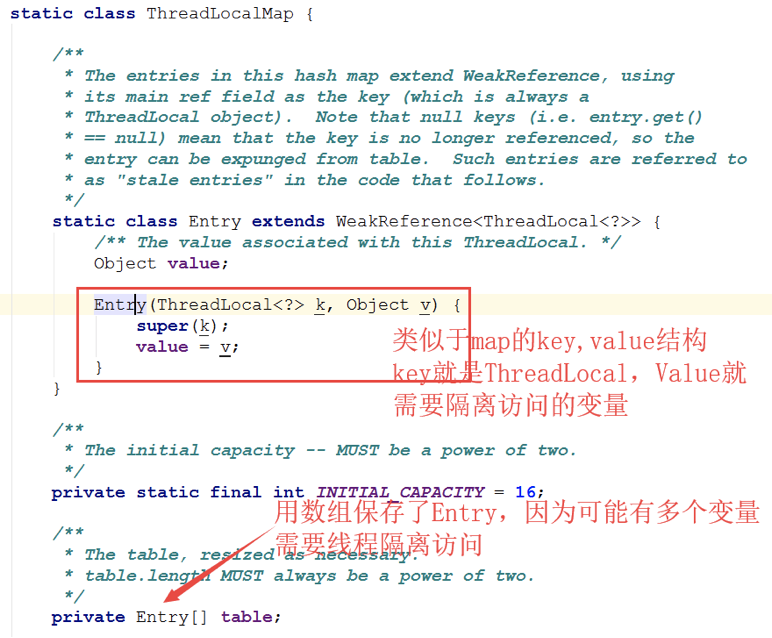 static class ThreadLocalMap {
/**
* The entries in this hash map extend WeakReference, using
* its main ref field as the key (which is always a
* ThreadLocal object).  Note that null keys (i.e. entry.get()
* == null) mean that the key is no longer referenced, so the
* entry can be expunged from table.  Such entries are referred to
* as "stale entries" in the code that follows.
*/
static class Entry extends WeakReference<ThreadLocal<?>> {
/** The value associated with this ThreadLocal. */
Object value;
Entry(ThreadLocal<?> k, Object v) {
super(k);
value = v;
}
}
类似于map的key,value结构
key就是ThreadLocal，Value就
需要隔离访问的变量
/**
* The initial capacity -- MUST be a power of two.
*/
private static final int INITIAL_CAPACITY = 16;
用数组保存了Entry，因为可能有多个变量
需要线程隔离访问
/**
* The table, resized as necessary.
* table.length MUST always be a power of two.
*/
private Entry[] table;